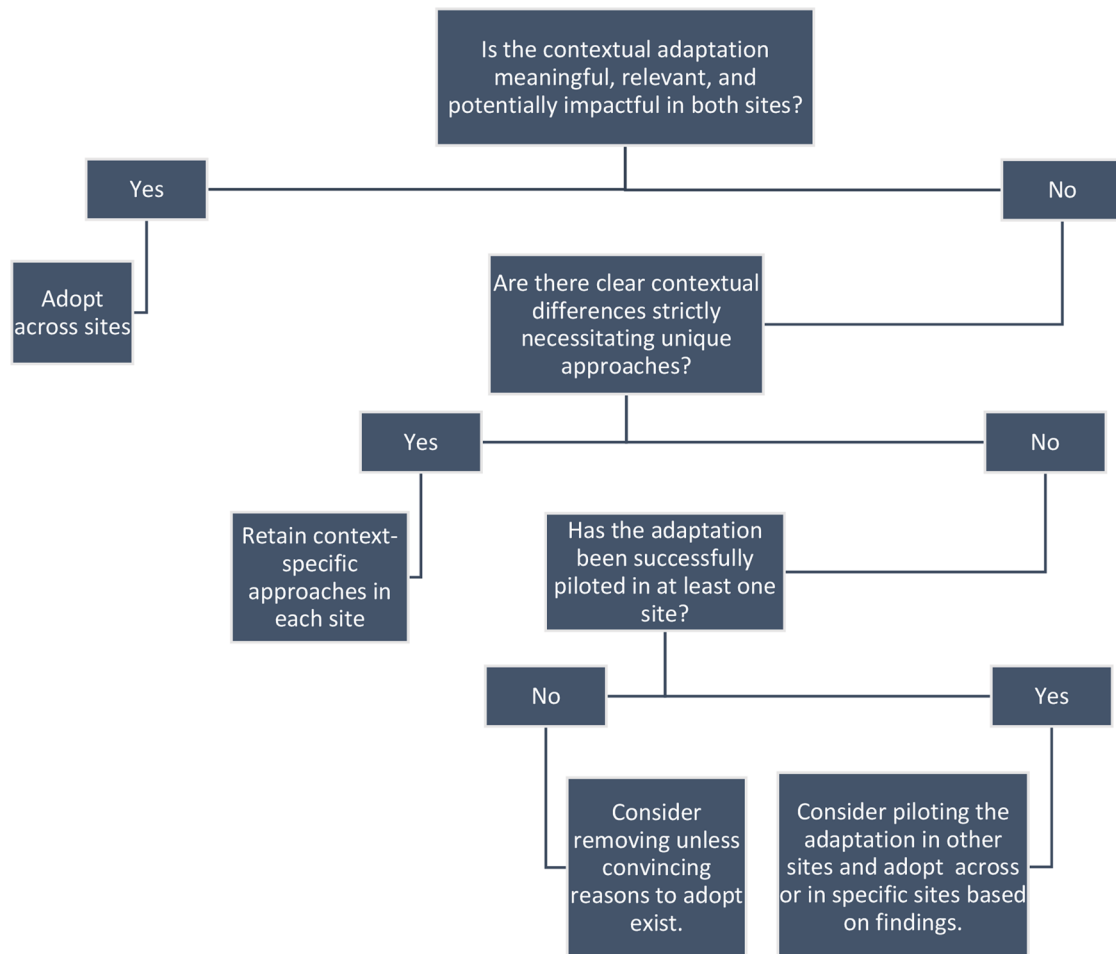 Is the contextual adaptation
meaningful, relevant, and
potentially impactful in both sites?
Yes
No
Adopt
across sites
Are there clear contextual
differences strictly
necessitating unique
approaches?
Yes
No
Retain context-
specific
approaches in
each site
Has the adaptation
been successfully
piloted in at least one
site?
No
Yes
Consider
removing unless
convincing
reasons to adopt
exist.
Consider piloting the
adaptation in other
sites and adopt across
or in specific sites based
on findings.